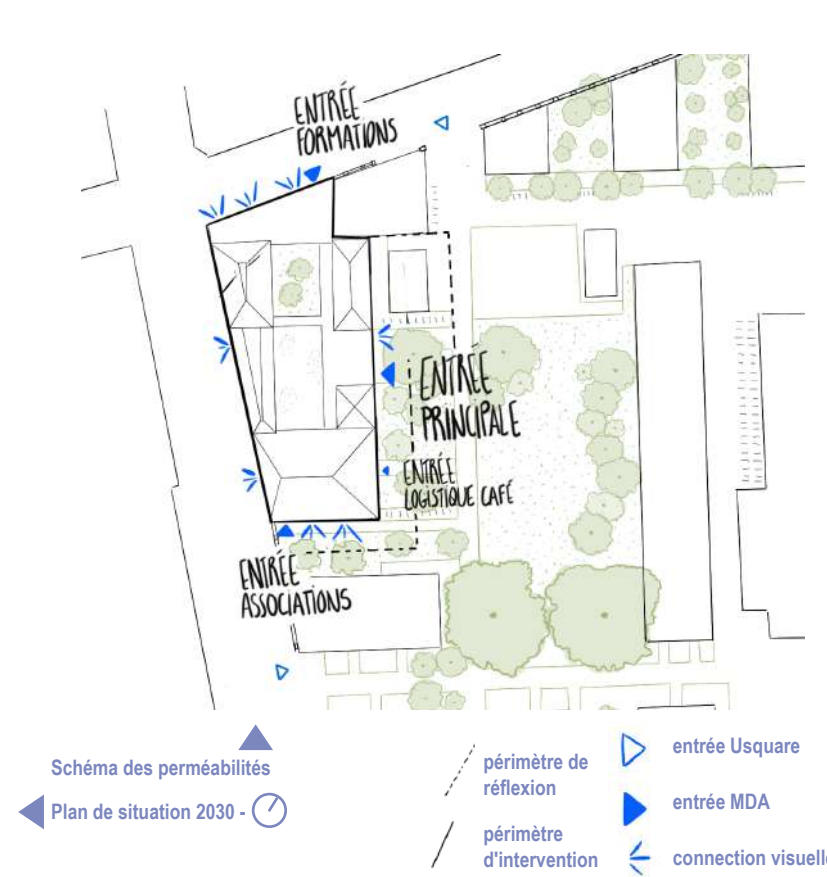 ENTRÉE
FORMATIONS
ENTRÉE
PRINCIPALE
ENTRÉE
LOGISTIQUE CAFÉ
ENTRÉE
ASSOCIATIONS
Schéma des perméabilités
Plan de situation 2030 -
périmètre de
réflexion
périmètre
d'intervention
entrée Usquare
entrée MDA
connection visuelle